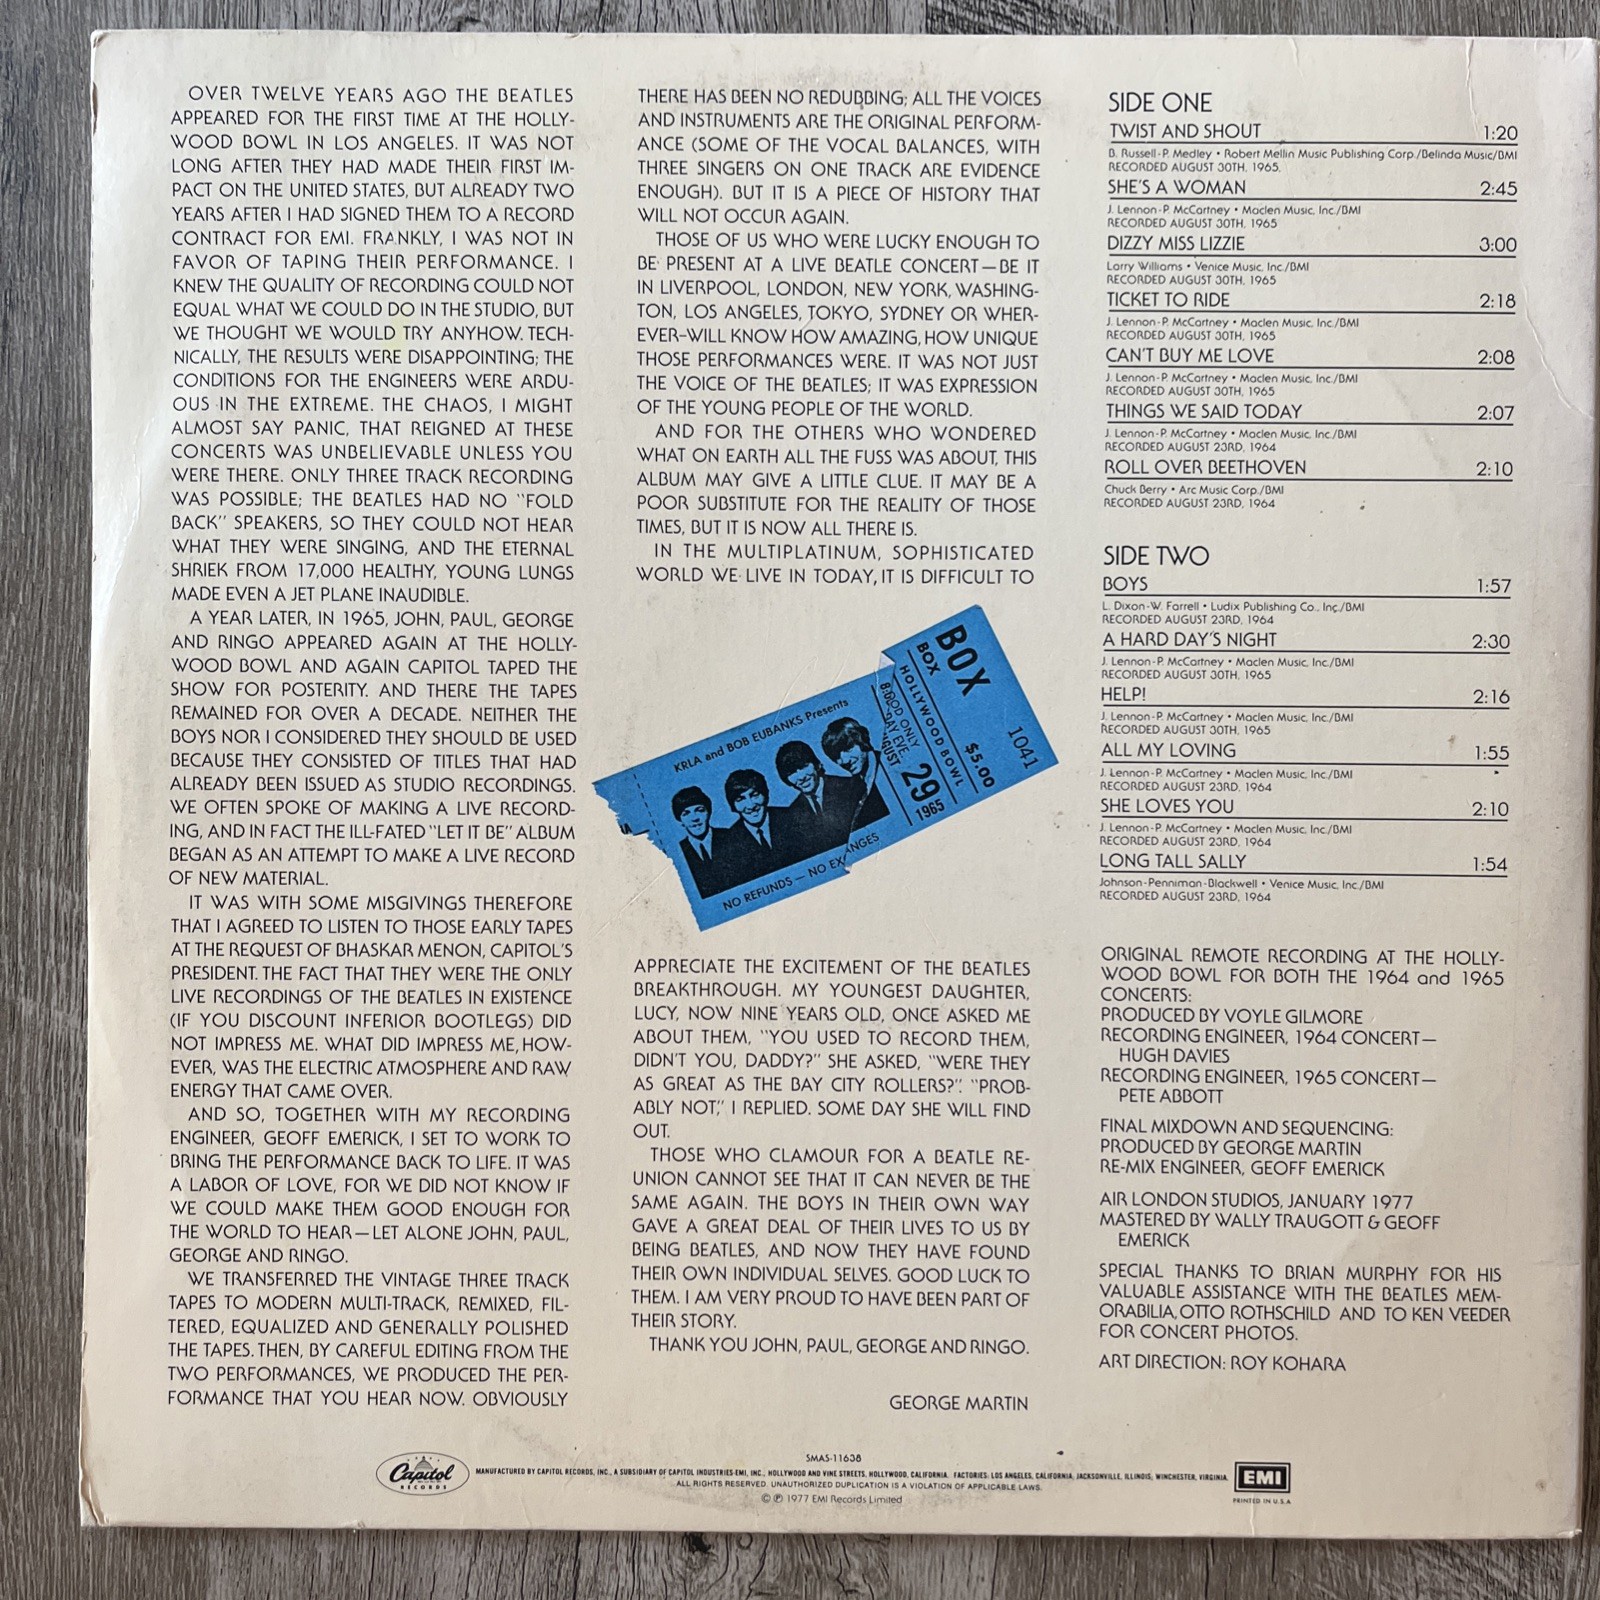 OVER TWELVE YEARS AGO THE BEATLES
APPEARED FOR THE FIRST TIME AT THE HOLLY-
WOOD BOWL IN LOS ANGELES. IT WAS NOT
LONG AFTER THEY HAD MADE THEIR FIRST IM-
PACT ON THE UNITED STATES, BUT ALREADY TWO
YEARS AFTER I HAD SIGNED THEM TO A RECORD
CONTRACT FOR EMI. FRANKLY, I WAS NOT IN
FAVOR OF TAPING THEIR PERFORMANCE. I
KNEW THE QUALITY OF RECORDING COULD NOT
EQUAL WHAT WE COULD DO IN THE STUDIO, BUT
WE THOUGHT WE WOULD TRY ANYHOW. TECH-
NICALLY, THE RESULTS WERE DISAPPOINTING; THE
CONDITIONS FOR THE ENGINEERS WERE ARDU-
OUS IN THE EXTREME. THE CHAOS, I MIGHT
ALMOST SAY PANIC, THAT REIGNED AT THESE
CONCERTS WAS UNBELIEVABLE UNLESS YOU
WERE THERE. ONLY THREE TRACK RECORDING
WAS POSSIBLE; THE BEATLES HAD NO "FOLD
BACK" SPEAKERS, SO THEY COULD NOT HEAR
WHAT THEY WERE SINGING, AND THE ETERNAL
SHRIEK FROM 17,000 HEALTHY, YOUNG LUNGS
MADE EVEN A JET PLANE INAUDIBLE.
A YEAR LATER, IN 1965, JOHN, PAUL, GEORGE
AND RINGO APPEARED AGAIN AT THE HOLLY-
WOOD BOWL AND AGAIN CAPITOL TAPED THE
SHOW FOR POSTERITY. AND THERE THE TAPES
REMAINED FOR OVER A DECADE. NEITHER THE
BOYS NOR I CONSIDERED THEY SHOULD BE USED
BECAUSE THEY CONSISTED OF TITLES THAT HAD
ALREADY BEEN ISSUED AS STUDIO RECORDINGS.
WE OFTEN SPOKE OF MAKING A LIVE RECORD-
ING, AND IN FACT THE ILL-FATED "LET IT BE" ALBUM
BEGAN AS AN ATTEMPT TO MAKE A LIVE RECORD
OF NEW MATERIAL.
IT WAS WITH SOME MISGIVINGS THEREFORE
THAT I AGREED TO LISTEN TO THOSE EARLY TAPES
AT THE REQUEST OF BHASKAR MENON, CAPITOL'S
PRESIDENT. THE FACT THAT THEY WERE THE ONLY
LIVE RECORDINGS OF THE BEATLES IN EXISTENCE
(IF YOU DISCOUNT INFERIOR BOOTLEGS) DID
NOT IMPRESS ME. WHAT DID IMPRESS ME, HOW-
EVER, WAS THE ELECTRIC ATMOSPHERE AND RAW
ENERGY THAT CAME OVER.
AND SO, TOGETHER WITH MY RECORDING
ENGINEER, GEOFF EMERICK, I SET TO WORK TO
BRING THE PERFORMANCE BACK TO LIFE. IT WAS
A LABOR OF LOVE, FOR WE DID NOT KNOW IF
WE COULD MAKE THEM GOOD ENOUGH FOR
THE WORLD TO HEAR—LET ALONE JOHN, PAUL,
GEORGE AND RINGO.
WE TRANSFERRED THE VINTAGE THREE TRACK
TAPES TO MODERN MULTI-TRACK, REMIXED, FIL-
TERED, EQUALIZED AND GENERALLY POLISHED
THE TAPES. THEN, BY CAREFUL EDITING FROM THE
TWO PERFORMANCES, WE PRODUCED THE PER-
FORMANCE THAT YOU HEAR NOW. OBVIOUSLY
THERE HAS BEEN NO REDUBBING; ALL THE VOICES
AND INSTRUMENTS ARE THE ORIGINAL PERFORM-
ANCE (SOME OF THE VOCAL BALANCES, WITH
THREE SINGERS ON ONE TRACK ARE EVIDENCE
ENOUGH). BUT IT IS A PIECE OF HISTORY THAT
WILL NOT OCCUR AGAIN.
THOSE OF US WHO WERE LUCKY ENOUGH TO
BE PRESENT AT A LIVE BEATLE CONCERT—BE IT
IN LIVERPOOL, LONDON, NEW YORK, WASHING-
TON, LOS ANGELES, TOKYO, SYDNEY OR WHER-
EVER–WILL KNOW HOW AMAZING, HOW UNIQUE
THOSE PERFORMANCES WERE. IT WAS NOT JUST
THE VOICE OF THE BEATLES; IT WAS EXPRESSION
OF THE YOUNG PEOPLE OF THE WORLD.
AND FOR THE OTHERS WHO WONDERED
WHAT ON EARTH ALL THE FUSS WAS ABOUT, THIS
ALBUM MAY GIVE A LITTLE CLUE. IT MAY BE A
POOR SUBSTITUTE FOR THE REALITY OF THOSE
TIMES, BUT IT IS NOW ALL THERE IS.
IN THE MULTIPLATINUM, SOPHISTICATED
WORLD WE LIVE IN TODAY, IT IS DIFFICULT TO
KRLA and BOB EUBANKS Presents
NO REFUNDS — NO EXANGES
GOOD ONLY
AUGUST
29
1965
HOLLYWOOD BOWL
BOX
$5.00
BOX
1041
APPRECIATE THE EXCITEMENT OF THE BEATLES
BREAKTHROUGH. MY YOUNGEST DAUGHTER,
LUCY, NOW NINE YEARS OLD, ONCE ASKED ME
ABOUT THEM, "YOU USED TO RECORD THEM,
DIDN'T YOU, DADDY?" SHE ASKED, "WERE THEY
AS GREAT AS THE BAY CITY ROLLERS?". "PROB-
ABLY NOT," I REPLIED. SOME DAY SHE WILL FIND
OUT.
THOSE WHO CLAMOUR FOR A BEATLE RE-
UNION CANNOT SEE THAT IT CAN NEVER BE THE
SAME AGAIN. THE BOYS IN THEIR OWN WAY
GAVE A GREAT DEAL OF THEIR LIVES TO US BY
BEING BEATLES, AND NOW THEY HAVE FOUND
THEIR OWN INDIVIDUAL SELVES. GOOD LUCK TO
THEM. I AM VERY PROUD TO HAVE BEEN PART OF
THEIR STORY.
THANK YOU JOHN, PAUL, GEORGE AND RINGO.
GEORGE MARTIN
SIDE ONE
TWIST AND SHOUT 1:20
B. Russell-P. Medley • Robert Mellin Music Publishing Corp./Belinda Music/BMI
RECORDED AUGUST 30TH, 1965.
SHE'S A WOMAN 2:45
J. Lennon-P. McCartney • Maclen Music, Inc./BMI
RECORDED AUGUST 30TH, 1965
DIZZY MISS LIZZIE 3:00
Larry Williams • Venice Music, Inc./BMI
RECORDED AUGUST 30TH, 1965
TICKET TO RIDE 2:18
J. Lennon-P. McCartney • Maclen Music, Inc./BMI
RECORDED AUGUST 30TH, 1965
CAN'T BUY ME LOVE 2:08
J. Lennon-P. McCartney • Maclen Music, Inc./BMI
RECORDED AUGUST 30TH, 1965
THINGS WE SAID TODAY 2:07
J. Lennon-P. McCartney • Maclen Music, Inc./BMI
RECORDED AUGUST 23RD, 1964
ROLL OVER BEETHOVEN 2:10
Chuck Berry • Arc Music Corp./BMI
RECORDED AUGUST 23RD, 1964
SIDE TWO
BOYS 1:57
L. Dixon-W. Farrell • Ludix Publishing Co., Inc./BMI
RECORDED AUGUST 23RD, 1964
A HARD DAY'S NIGHT 2:30
J. Lennon-P. McCartney • Maclen Music, Inc./BMI
RECORDED AUGUST 30TH, 1965
HELP! 2:16
J. Lennon-P. McCartney • Maclen Music, Inc./BMI
RECORDED AUGUST 30TH, 1965
ALL MY LOVING 1:55
J. Lennon-P. McCartney • Maclen Music, Inc./BMI
RECORDED AUGUST 23RD, 1964
SHE LOVES YOU 2:10
J. Lennon-P. McCartney • Maclen Music, Inc./BMI
RECORDED AUGUST 23RD, 1964
LONG TALL SALLY 1:54
Johnson-Penniman-Blackwell • Venice Music, Inc./BMI
RECORDED AUGUST 23RD, 1964
ORIGINAL REMOTE RECORDING AT THE HOLLY-
WOOD BOWL FOR BOTH THE 1964 and 1965
CONCERTS:
PRODUCED BY VOYLE GILMORE
RECORDING ENGINEER, 1964 CONCERT—
HUGH DAVIES
RECORDING ENGINEER, 1965 CONCERT—
PETE ABBOTT
FINAL MIXDOWN AND SEQUENCING:
PRODUCED BY GEORGE MARTIN
RE-MIX ENGINEER, GEOFF EMERICK
AIR LONDON STUDIOS, JANUARY 1977
MASTERED BY WALLY TRAUGOTT & GEOFF
EMERICK
SPECIAL THANKS TO BRIAN MURPHY FOR HIS
VALUABLE ASSISTANCE WITH THE BEATLES MEM-
ORABILIA, OTTO ROTHSCHILD AND TO KEN VEEDER
FOR CONCERT PHOTOS.
ART DIRECTION: ROY KOHARA
SMAS-11638
Capitol
RECORDS
MANUFACTURED BY CAPITOL RECORDS, INC., A SUBSIDIARY OF CAPITOL INDUSTRIES-EMI, INC., HOLLYWOOD AND VINE STREETS, HOLLYWOOD, CALIFORNIA. FACTORIES: LOS ANGELES, CALIFORNIA; JACKSONVILLE, ILLINOIS; WINCHESTER, VIRGINIA.
ALL RIGHTS RESERVED. UNAUTHORIZED DUPLICATION IS A VIOLATION OF APPLICABLE LAWS.
© ℗ 1977 EMI Records Limited
EMI
PRINTED IN U.S.A